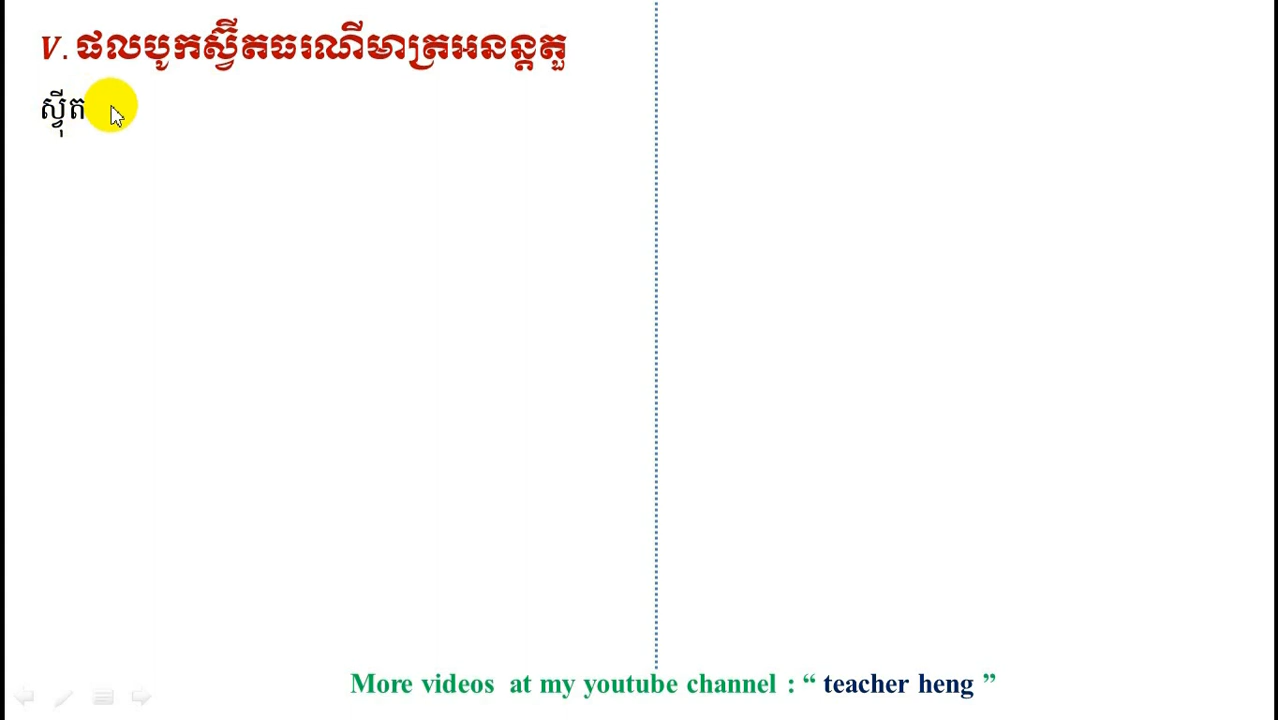 V. ផលបូកស៊្វីតធរណីមាត្រអនន្តតួ
ស្វ៊ីត
More videos at my youtube channel : “ teacher heng ”